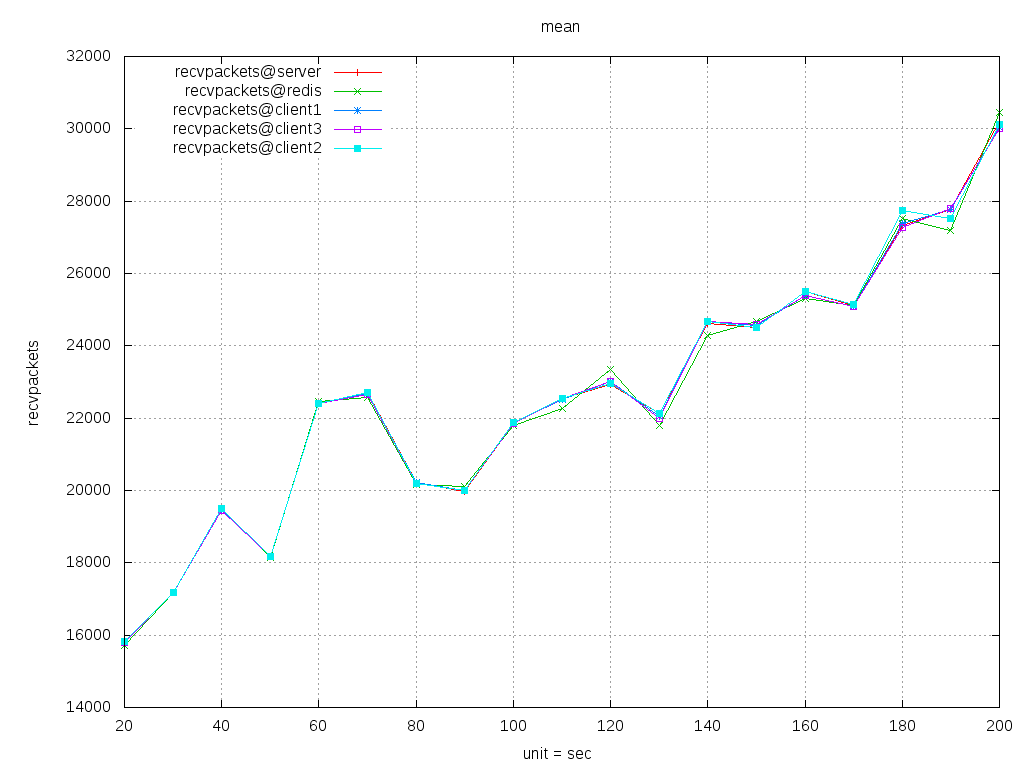 mean
32000
30000
28000
26000
24000
22000
20000
18000
16000
14000
recvpackets
recvpackets@server
recvpackets@redis
recvpackets@client1
recvpackets@client3
recvpackets@client2
20 40 60 80 100 120 140 160 180 200
unit = sec